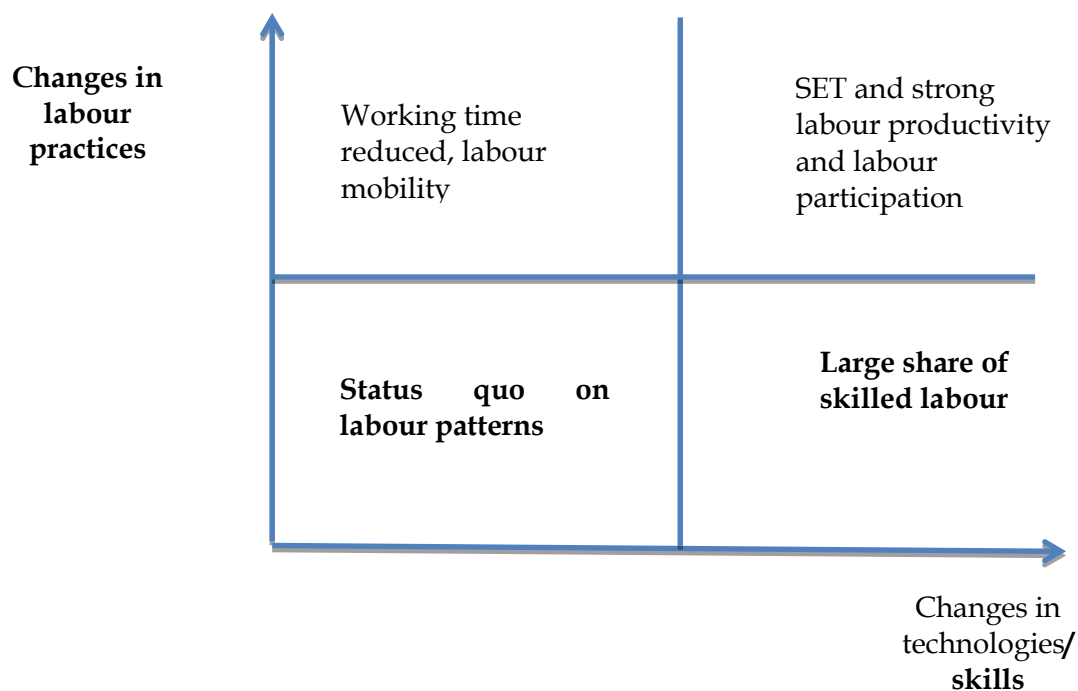 Changes in
labour
practices
Working time
reduced, labour
mobility
SET and strong
labour productivity
and labour
participation
Status quo on
labour patterns
Large share of
skilled labour
Changes in
technologies/
skills